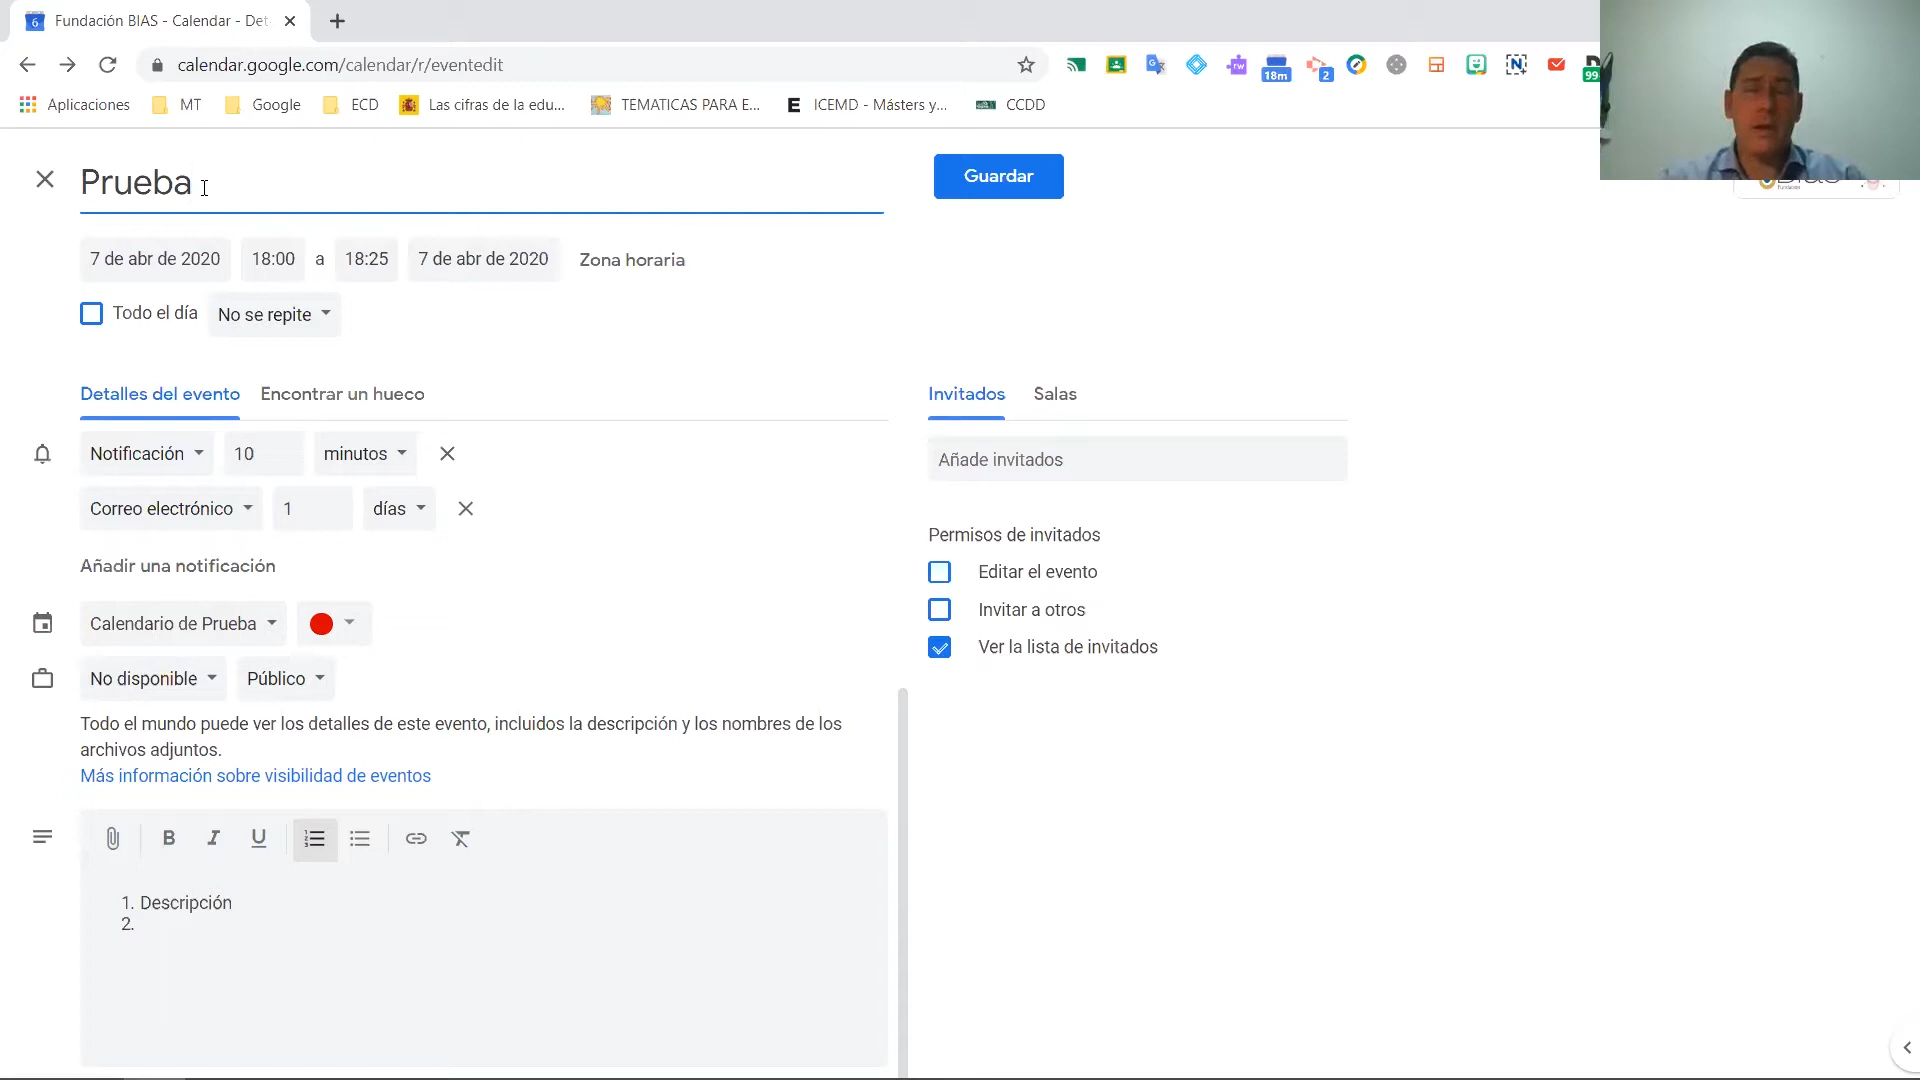 Fundación BIAS - Calendar - Det
calendar.google.com/calendar/r/eventedit
18m
2
99
Aplicaciones
MT
Google
ECD
Las cifras de la edu...
TEMATICAS PARA E...
ICEMD - Másters y...
CCDD
Prueba
Guardar
7 de abr de 2020
18:00
a
18:25
7 de abr de 2020
Zona horaria
Todo el día
No se repite
Detalles del evento
Encontrar un hueco
Invitados
Salas
Notificación
10
minutos
Añade invitados
Correo electrónico
1
días
Permisos de invitados
Editar el evento
Añadir una notificación
Invitar a otros
Calendario de Prueba
Ver la lista de invitados
No disponible
Público
Todo el mundo puede ver los detalles de este evento, incluidos la descripción y los nombres de los
archivos adjuntos.
Más información sobre visibilidad de eventos
B I U
1. Descripción
2.